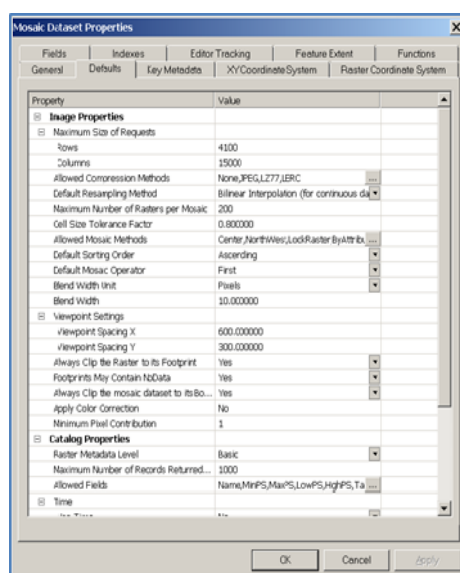 Mosaic Dataset Properties
Fields Indexes Editor Tracking Feature Extent Functions
General Defaults Key Metadata XY Coordinate System Raster Coordinate System
Property Value
Image Properties
Maximum Size of Requests
Rows 4100
Columns 15000
Allowed Compression Methods None,JPEG,LZ77,LERC ...
Default Resampling Method Bilinear Interpolation (for continuous da
Maximum Number of Rasters per Mosaic 200
Cell Size Tolerance Factor 0.800000
Allowed Mosaic Methods Center,NorthWest,LockRaster,ByAttribu ...
Default Sorting Order Ascending
Default Mosaic Operator First
Blend Width Unit Pixels
Blend Width 10.000000
Viewpoint Settings
Viewpoint Spacing X 600.000000
Viewpoint Spacing Y 300.000000
Always Clip the Raster to its Footprint Yes
Footprints May Contain NoData Yes
Always Clip the mosaic dataset to its Bo... Yes
Apply Color Correction No
Minimum Pixel Contribution 1
Catalog Properties
Raster Metadata Level Basic
Maximum Number of Records Returned... 1000
Allowed Fields Name,MinPS,MaxPS,LowPS,HighPS,Ta ...
Time
OK Cancel Apply